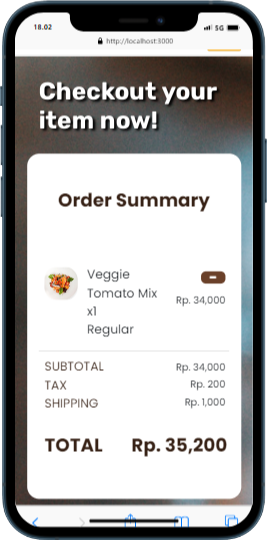 18.02
5G
http://localhost:3000
Checkout your
item now!
Order Summary
Veggie
Tomato Mix
x1
Regular
Rp. 34,000
SUBTOTAL Rp. 34,000
TAX Rp. 200
SHIPPING Rp. 1,000
TOTAL Rp. 35,200